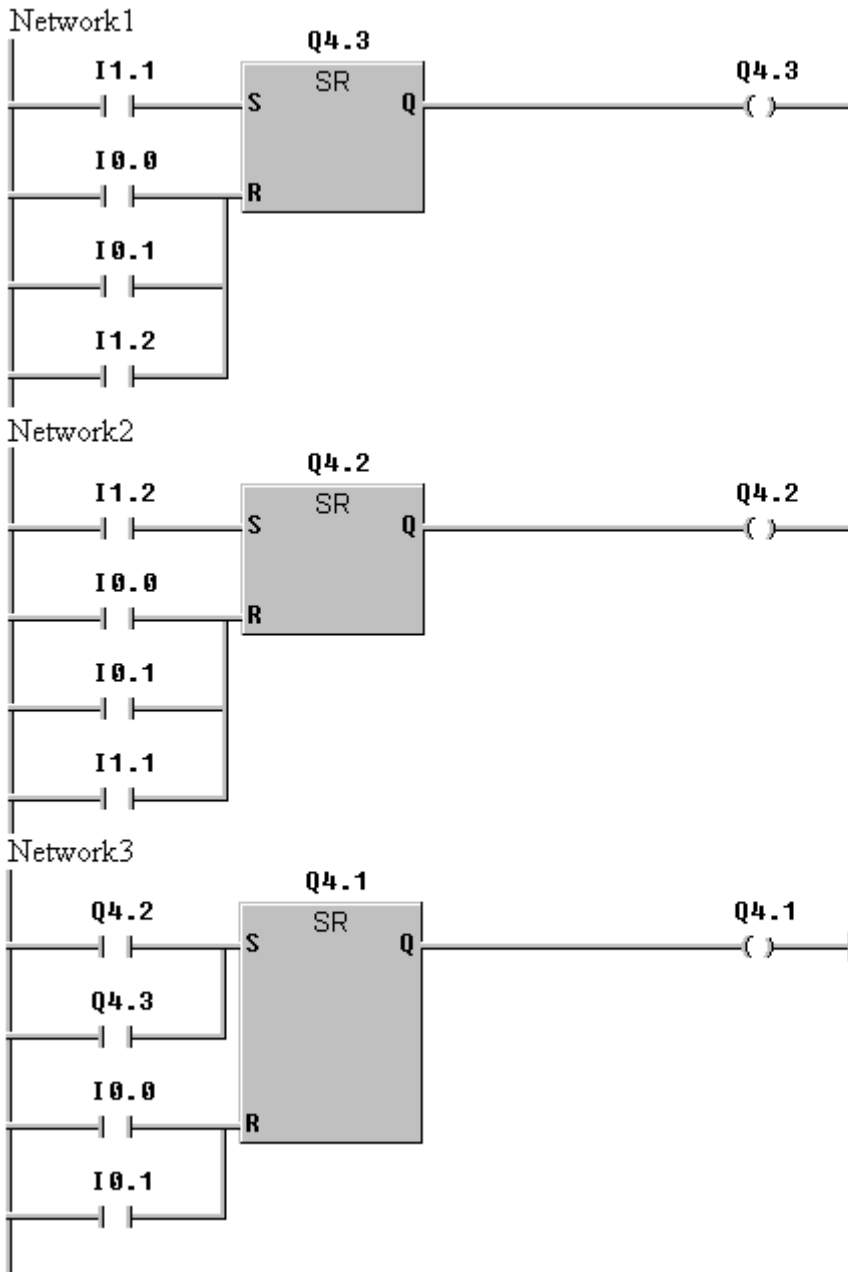 Network1
Q4.3
I1.1
SR
Q4.3
S
Q
I0.0
R
I0.1
I1.2
Network2
Q4.2
I1.2
SR
Q4.2
S
Q
I0.0
R
I0.1
I1.1
Network3
Q4.1
Q4.2
SR
Q4.1
S
Q
Q4.3
I0.0
R
I0.1